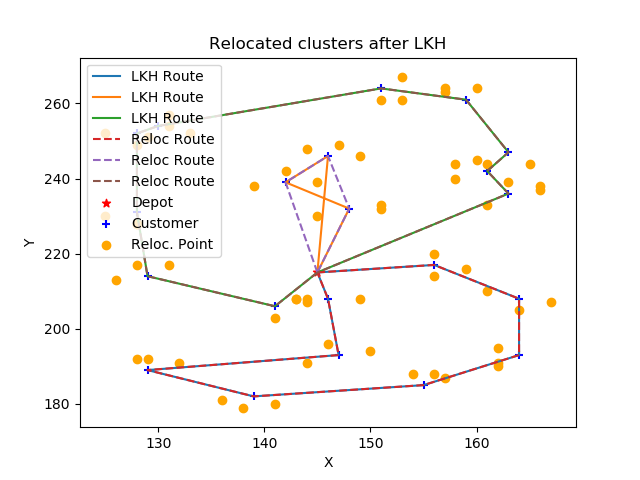 Relocated clusters after LKH
LKH Route
LKH Route
LKH Route
Reloc Route
Reloc Route
Reloc Route
Depot
Customer
Reloc. Point
260
240
220
200
180
Y
130
140
150
160
X